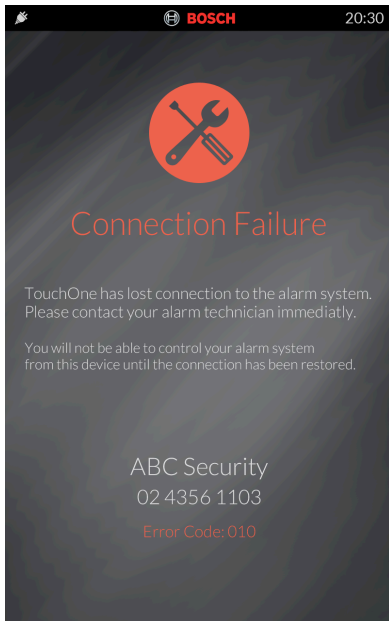 BOSCH
20:30
Connection Failure
TouchOne has lost connection to the alarm system.
Please contact your alarm technician immediatly.
You will not be able to control your alarm system
from this device until the connection has been restored.
ABC Security
02 4356 1103
Error Code: 010